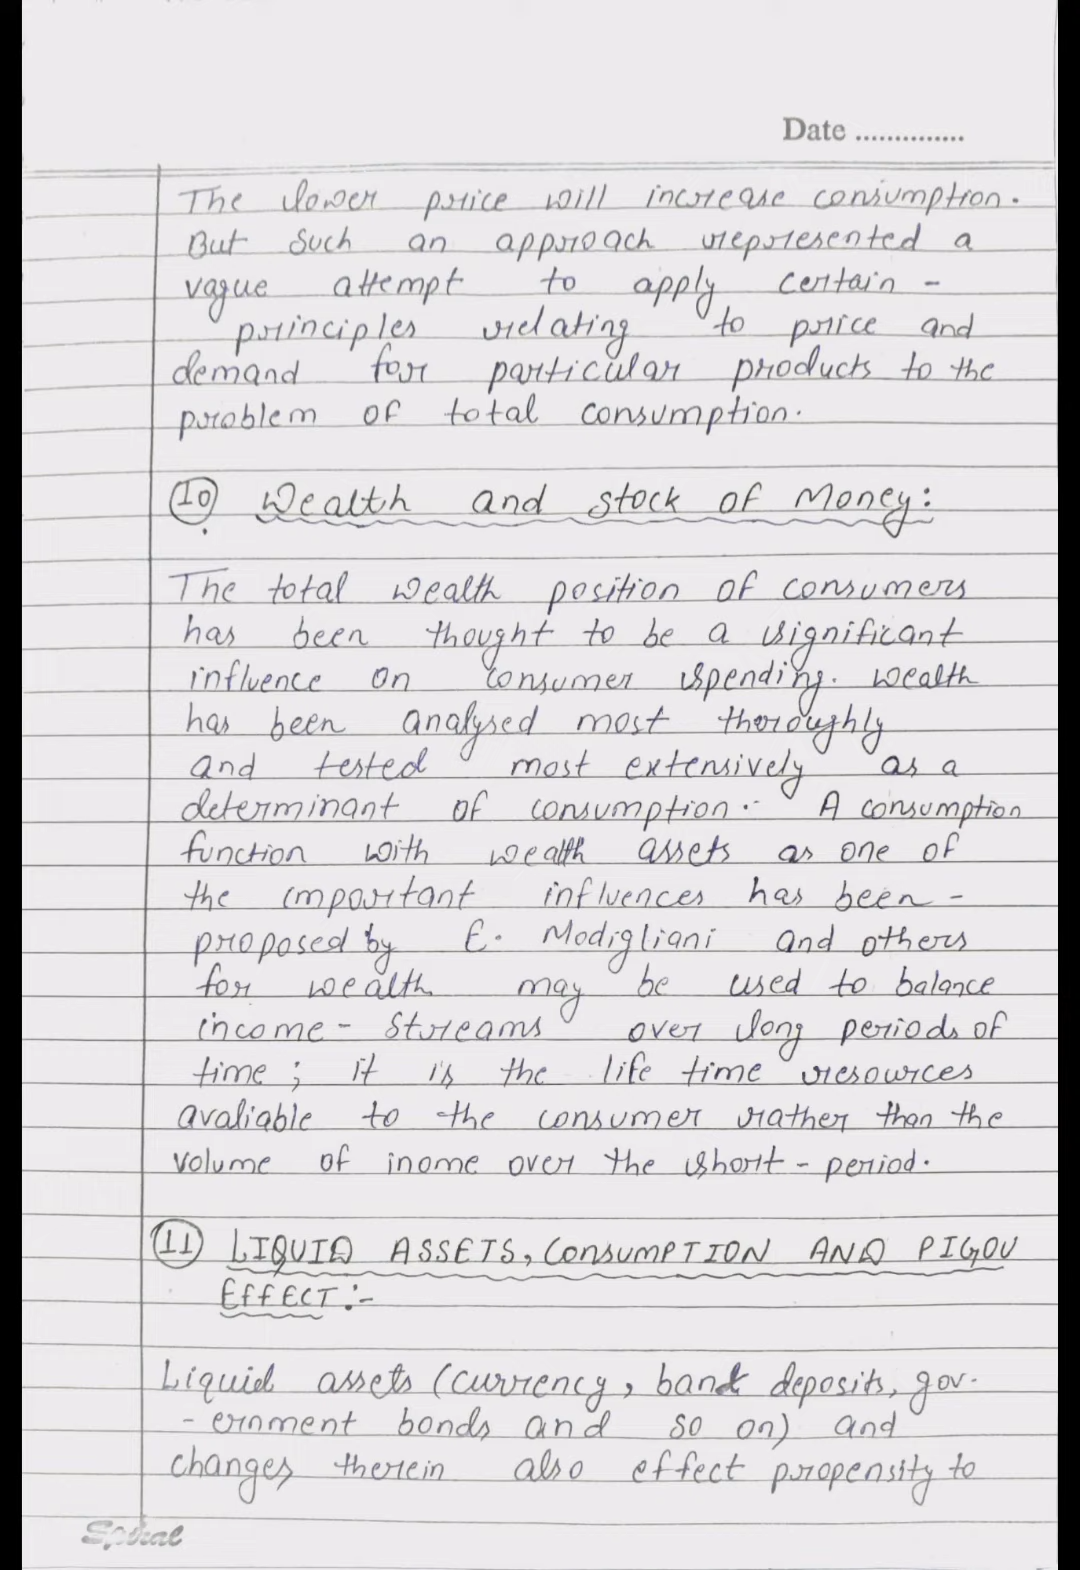 Date ..............
The lower price will increase consumption.
But such an approach represented a
vague attempt to apply certain -
principles relating to price and
demand for particular products to the
problem of total consumption.
10 Wealth and stock of Money:
The total wealth position of consumers
has been thought to be a significant
influence on consumer spending. Wealth
has been analysed most thoroughly
and tested most extensively as a
determinant of consumption. A consumption
function with wealth assets as one of
the important influences has been -
proposed by E. Modigliani and others
for wealth may be used to balance
income - streams over long periods of
time ; it is the life time resources
avaliable to the consumer rather than the
volume of inome over the short - period.
11 LIQUID ASSETS, CONSUMPTION AND PIGOU
EFFECT :-
Liquid assets (currency, bank deposits, gov-
- ernment bonds and so on) and
changes therein also effect propensity to
Spiral